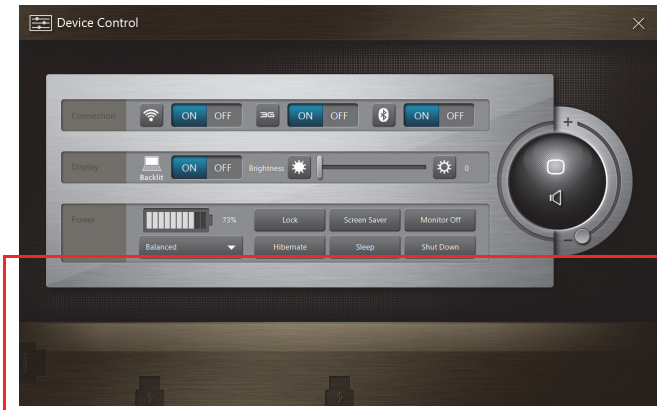 Device Control
Connection ON OFF 3G ON OFF ON OFF
Display Backlit ON OFF Brightness 0
Power 73% Lock Screen Saver Monitor Off
Balanced Hibernate Sleep Shut Down